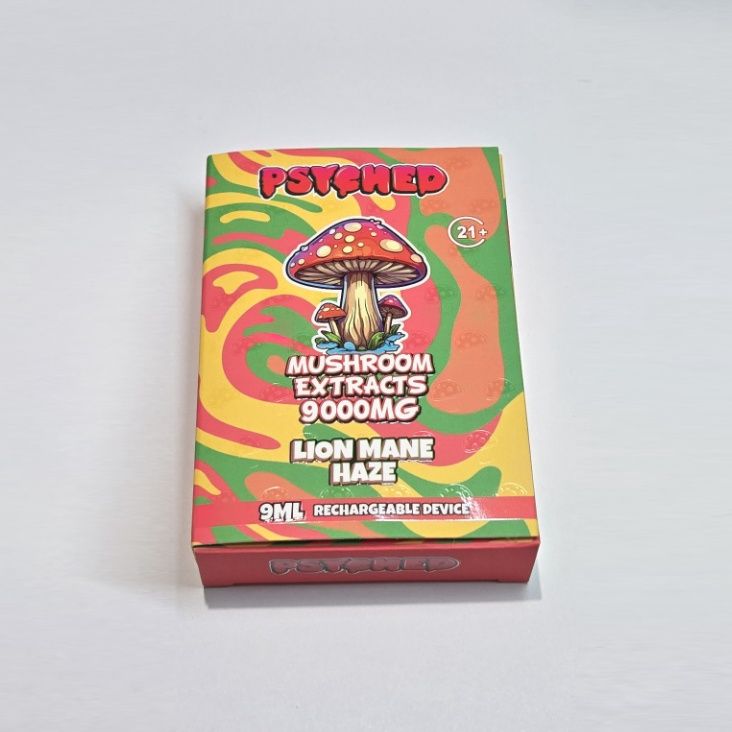 PSYCHED
21+
MUSHROOM
EXTRACTS
9000MG
LION MANE
HAZE
9ML RECHARGEABLE DEVICE
PSYCHED